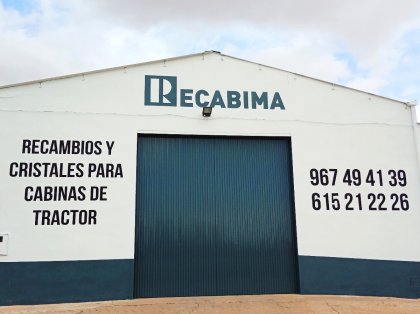 RECABIMA
RECAMBIOS Y
CRISTALES PARA
CABINAS DE
TRACTOR
967 49 41 39
615 21 22 26